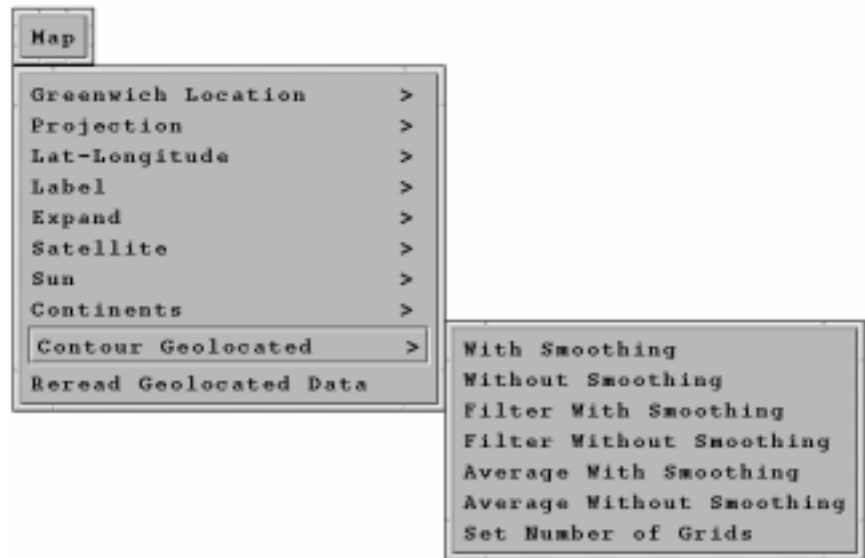 Map
Greenwich Location >
Projection >
Lat-Longitude >
Label >
Expand >
Satellite >
Sun >
Continents >
Contour Geolocated >
Reread Geolocated Data
With Smoothing
Without Smoothing
Filter With Smoothing
Filter Without Smoothing
Average With Smoothing
Average Without Smoothing
Set Number of Grids